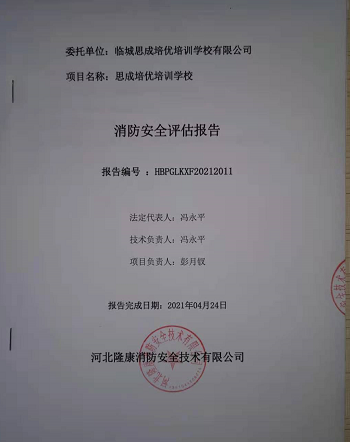 委托单位：临城思成培优培训学校有限公司
项目名称：思成培优培训学校
消防安全评估报告
报告编号 ：HBPGLKXF20212011
法定代表人：冯永平
技术负责人：冯永平
项目负责人：彭月钗
报告完成日期：2021年04月24日
河北隆康消防安全技术有限公司